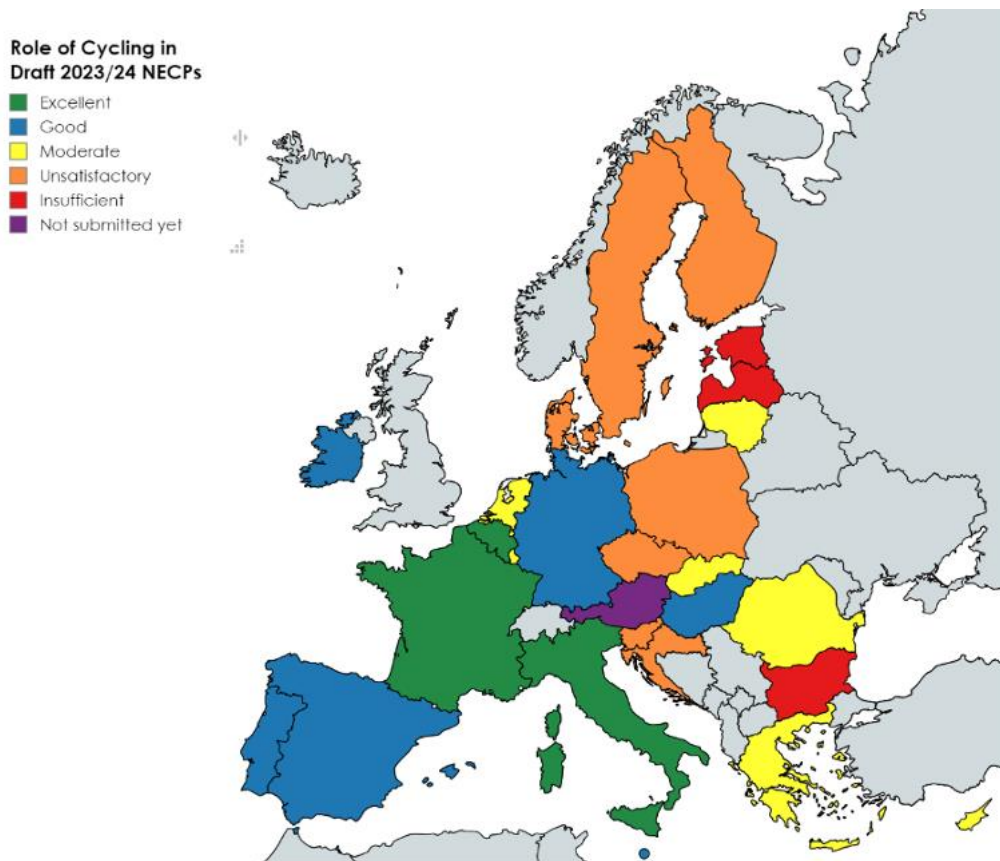 Role of Cycling in
Draft 2023/24 NECPs
Excellent
Good
Moderate
Unsatisfactory
Insufficient
Not submitted yet